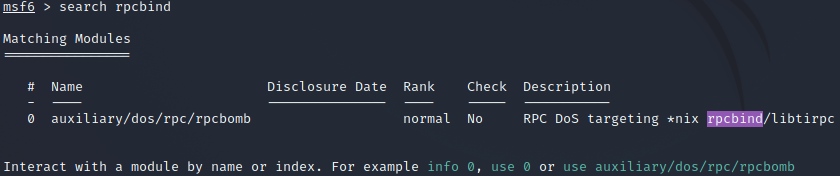 msf6 > search rpcbind
Matching Modules
================
#  Name                       Disclosure Date  Rank    Check  Description
-  ----                       ---------------  ----    -----  -----------
0  auxiliary/dos/rpc/rpcbomb                   normal  No     RPC DoS targeting *nix rpcbind/libtirpc
Interact with a module by name or index. For example info 0, use 0 or use auxiliary/dos/rpc/rpcbomb